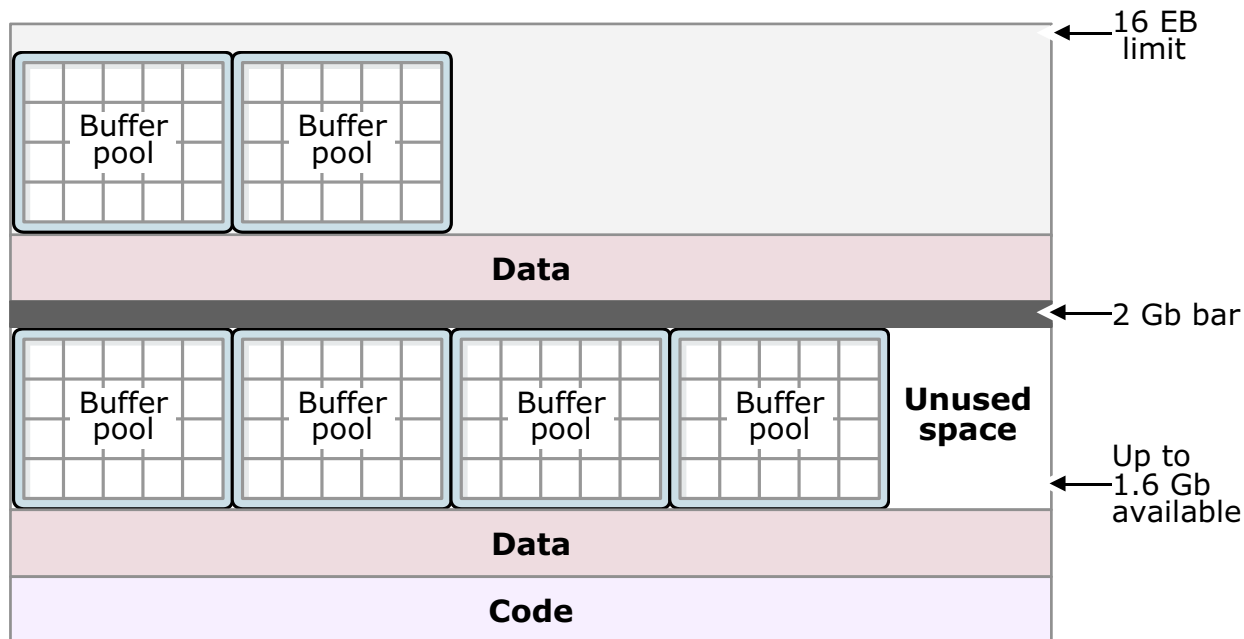 16 EB
limit
Buffer
pool
Buffer
pool
Data
2 Gb bar
Buffer
pool
Buffer
pool
Buffer
pool
Buffer
pool
Unused
space
Up to
1.6 Gb
available
Data
Code